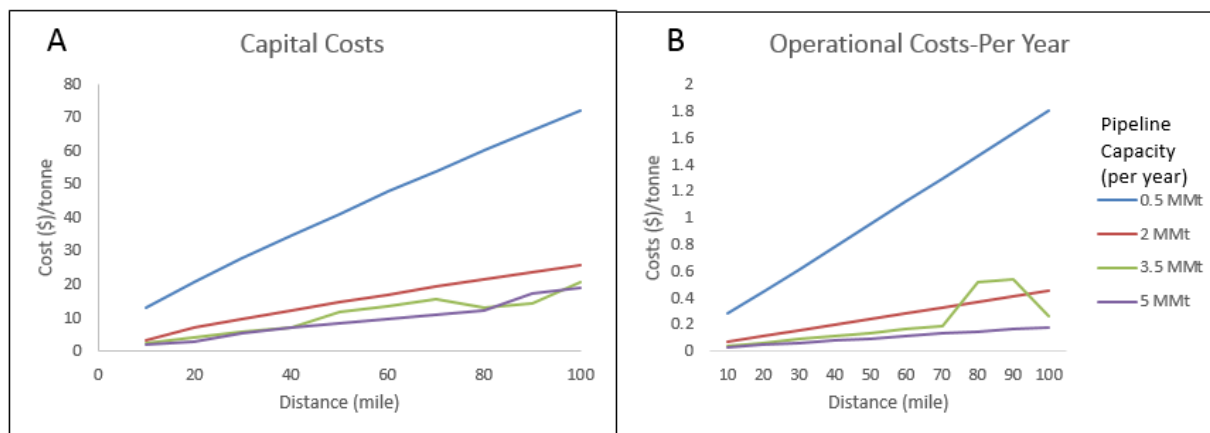 A
Capital Costs
Cost ($)/tonne
80
70
60
50
40
30
20
10
0
0 20 40 60 80 100
Distance (mile)
B
Operational Costs-Per Year
Costs ($)/tonne
2
1.8
1.6
1.4
1.2
1
0.8
0.6
0.4
0.2
0
10 20 30 40 50 60 70 80 90 100
Distance (mile)
Pipeline
Capacity
(per year)
0.5 MMt
2 MMt
3.5 MMt
5 MMt